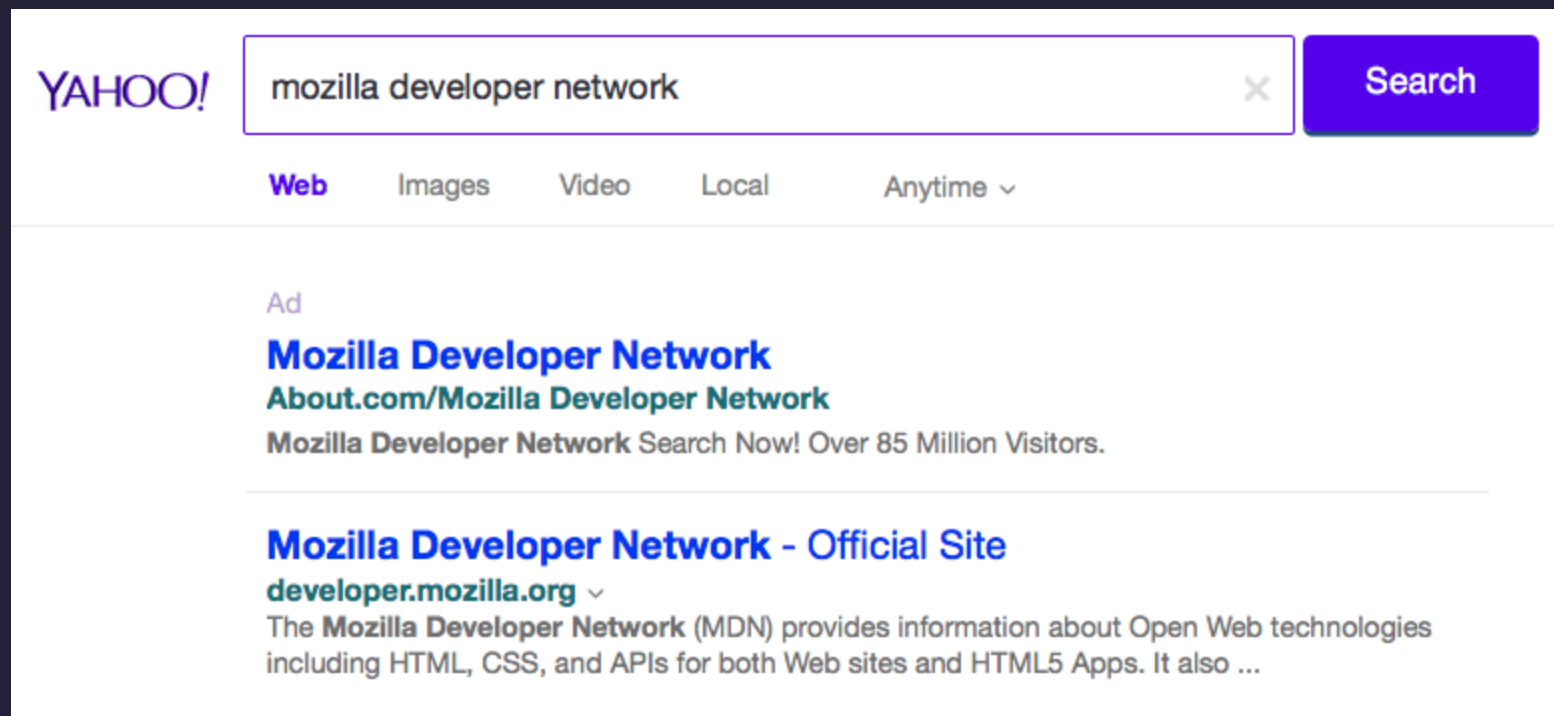 YAHOO! mozilla developer network Search
Web Images Video Local Anytime
Ad
Mozilla Developer Network
About.com/Mozilla Developer Network
Mozilla Developer Network Search Now! Over 85 Million Visitors.
Mozilla Developer Network - Official Site
developer.mozilla.org
The Mozilla Developer Network (MDN) provides information about Open Web technologies
including HTML, CSS, and APIs for both Web sites and HTML5 Apps. It also ...